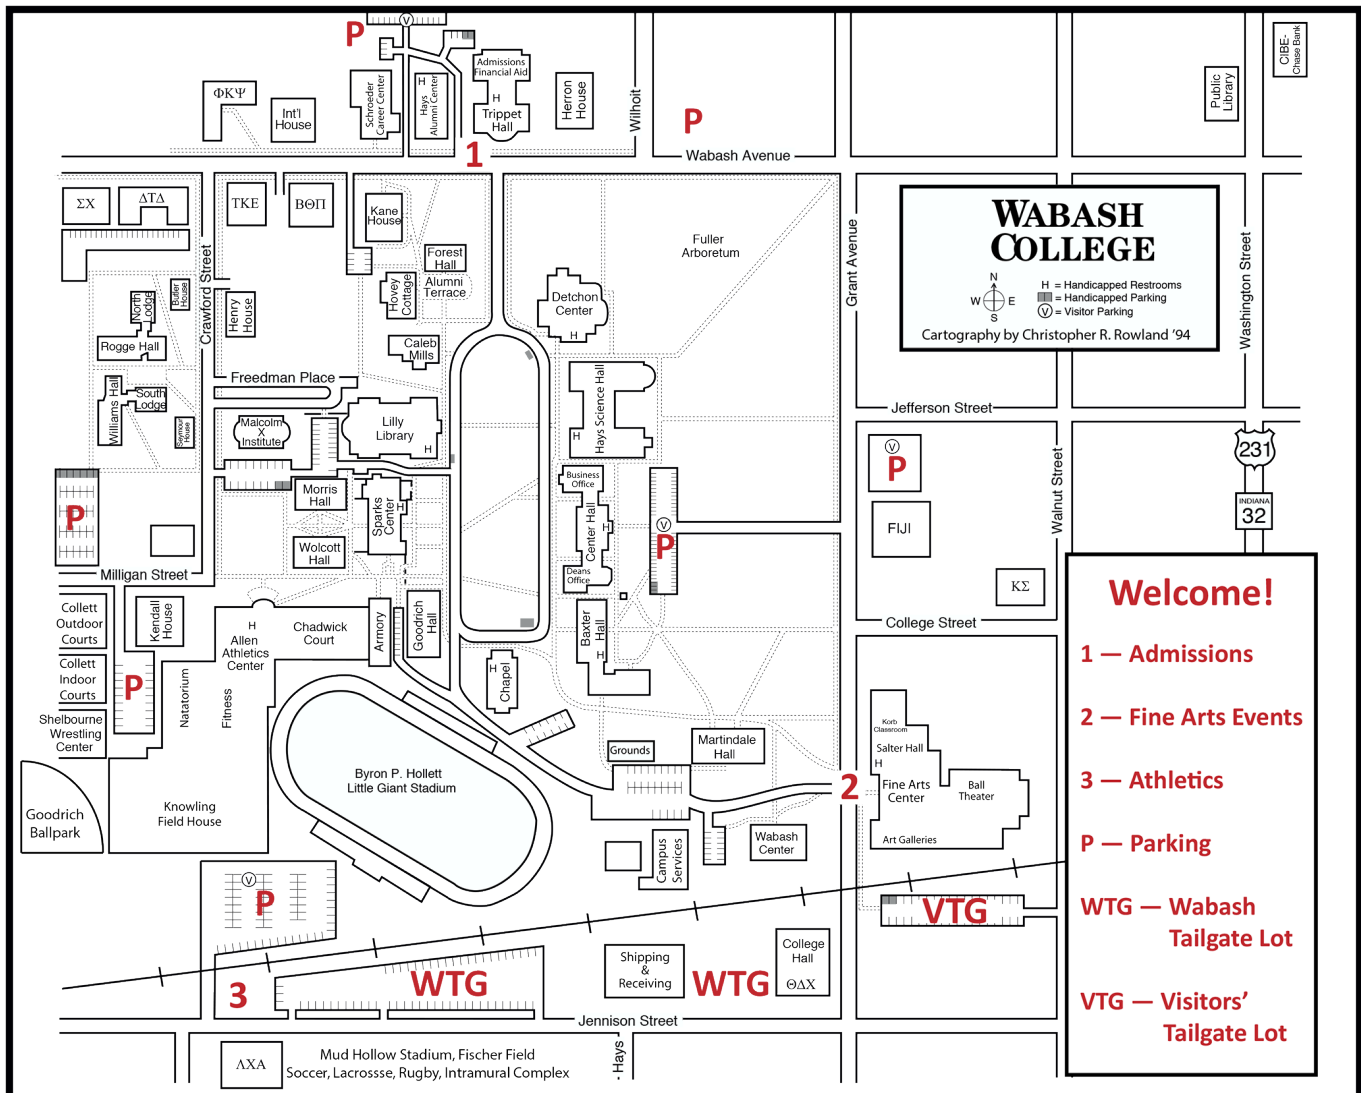 P
V
Admissions
Financial Aid
H
Trippet
Hall
Schroeder
Career Center
H
Hays
Alumni Center
Herron
House
Wilhoit
P
ΦΚΨ
Int'l
House
Public
Library
CIBE-
Chase Bank
1
Wabash Avenue
ΣΧ
ΔΤΔ
TKE
ΒΘΠ
Kane
House
Forest
Hall
Alumni
Terrace
Hovey
Cottage
Fuller
Arboretum
Detchon
Center
H
Grant Avenue
WABASH
COLLEGE
N
W
E
S
H = Handicapped Restrooms
= Handicapped Parking
V = Visitor Parking
Cartography by Christopher R. Rowland '94
Washington Street
Crawford Street
Butler
House
North
Lodge
Henry
House
Rogge Hall
Caleb
Mills
Freedman Place
Williams Hall
South
Lodge
Seymour
House
Malcolm
X
Institute
Lilly
Library
H
Hays Science Hall
H
Jefferson Street
231
INDIANA
32
Walnut Street
V
P
FIJI
ΚΣ
P
Morris
Hall
Sparks
Center
H
Wolcott
Hall
Business
Office
Center Hall
H
Deans
Office
V
P
Milligan Street
Collett
Outdoor
Courts
Kendall
House
H
Allen
Athletics
Center
Chadwick
Court
Armory
Goodrich
Hall
Baxter
Hall
H
College Street
Collett
Indoor
Courts
P
Natatorium
Fitness
H
Chapel
Shelbourne
Wrestling
Center
Goodrich
Ballpark
Knowling
Field House
Byron P. Hollett
Little Giant Stadium
Grounds
Martindale
Hall
2
Korb
Classroom
Salter Hall
H
Fine Arts
Center
Ball
Theater
Art Galleries
Campus
Services
Wabash
Center
V
P
VTG
3
WTG
Shipping
&
Receiving
WTG
College
Hall
ΘΔΧ
Jennison Street
ΛΧΑ
Mud Hollow Stadium, Fischer Field
Soccer, Lacrossse, Rugby, Intramural Complex
- Hays
Welcome!
1 — Admissions
2 — Fine Arts Events
3 — Athletics
P — Parking
WTG — Wabash
Tailgate Lot
VTG — Visitors'
Tailgate Lot